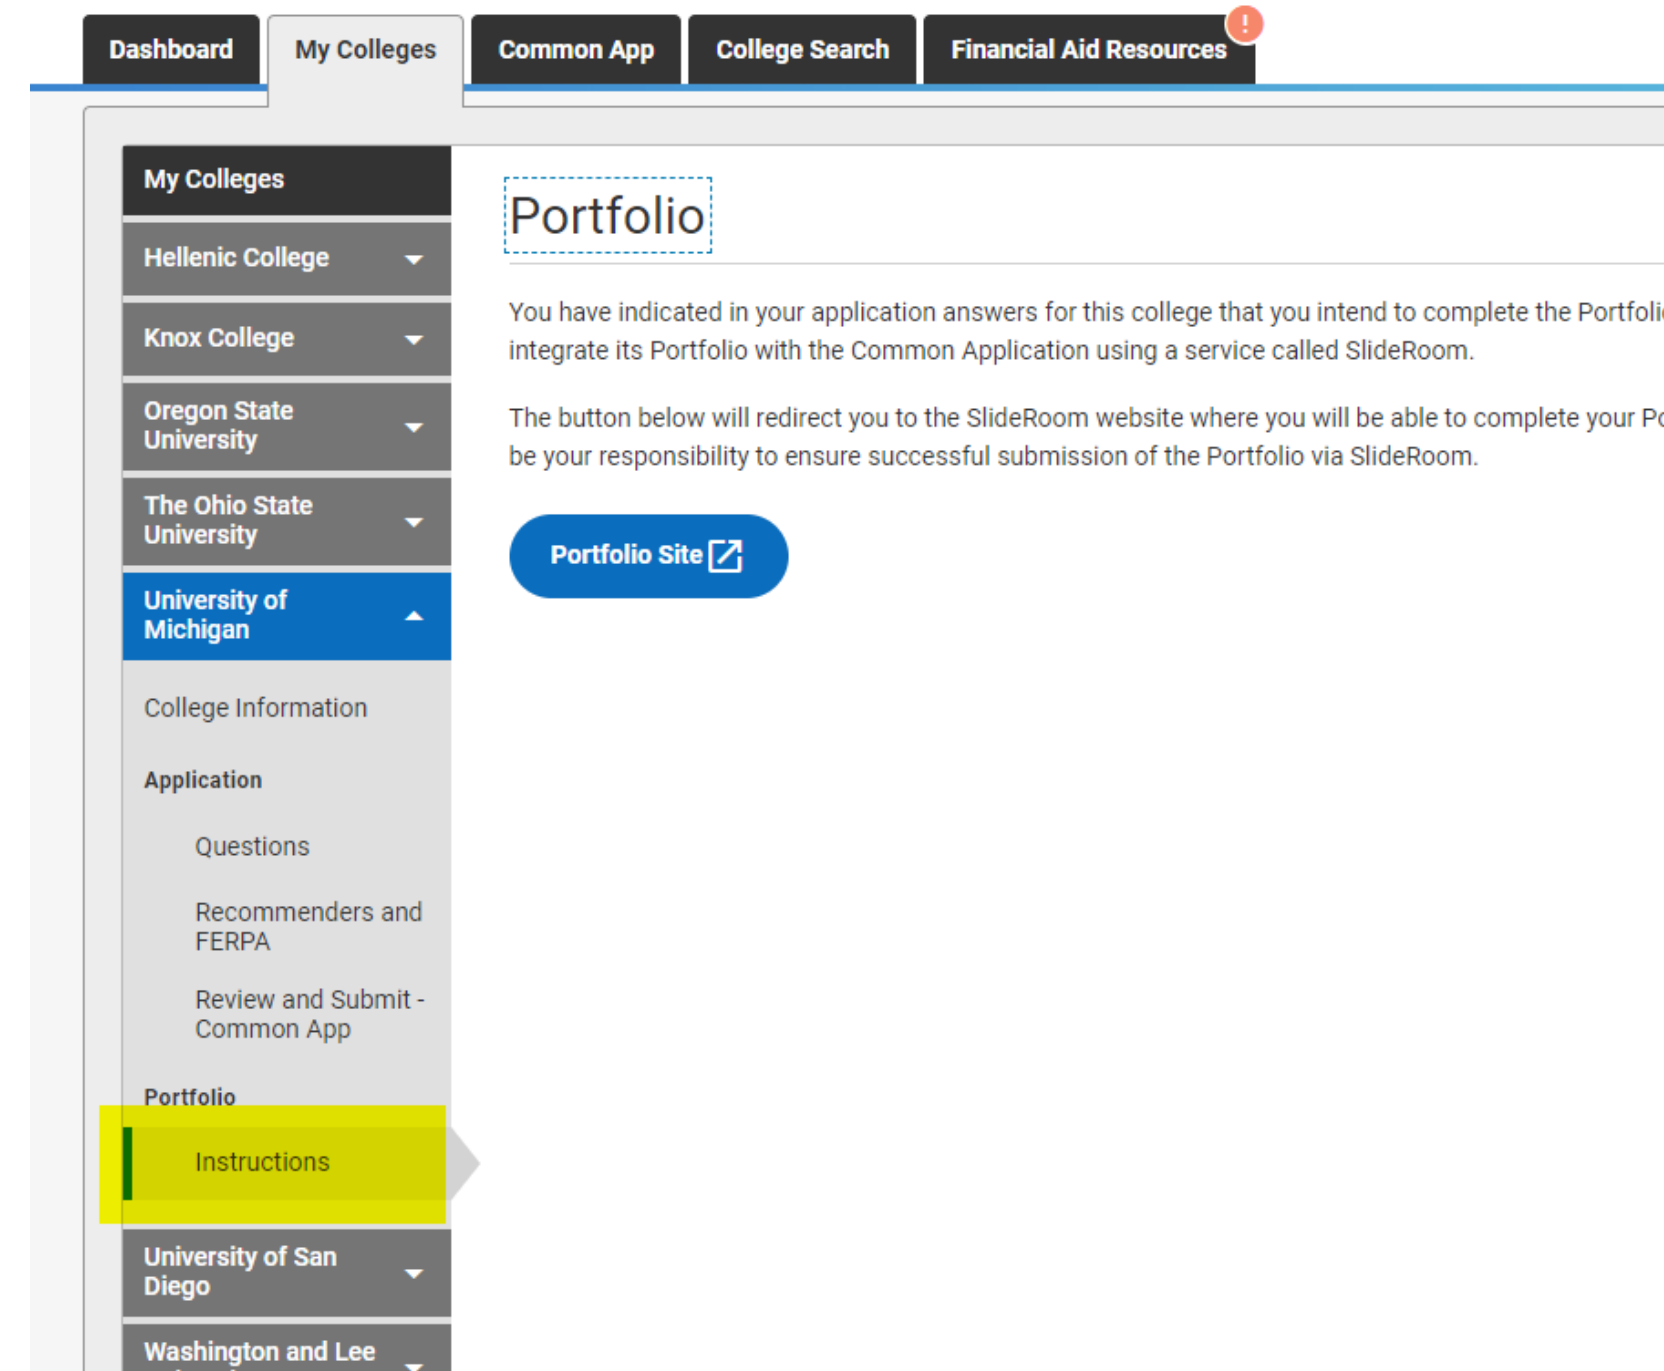 Dashboard
My Colleges
Common App
College Search
Financial Aid Resources
!
My Colleges
Hellenic College
Knox College
Oregon State
University
The Ohio State
University
University of
Michigan
College Information
Application
Questions
Recommenders and
FERPA
Review and Submit -
Common App
Portfolio
Instructions
University of San
Diego
Washington and Lee
Portfolio
You have indicated in your application answers for this college that you intend to complete the
integrate its Portfolio with the Common Application using a service called SlideRoom.
The button below will redirect you to the SlideRoom website where you will be able to complete your
be your responsibility to ensure successful submission of the Portfolio via SlideRoom.
Portfolio Site